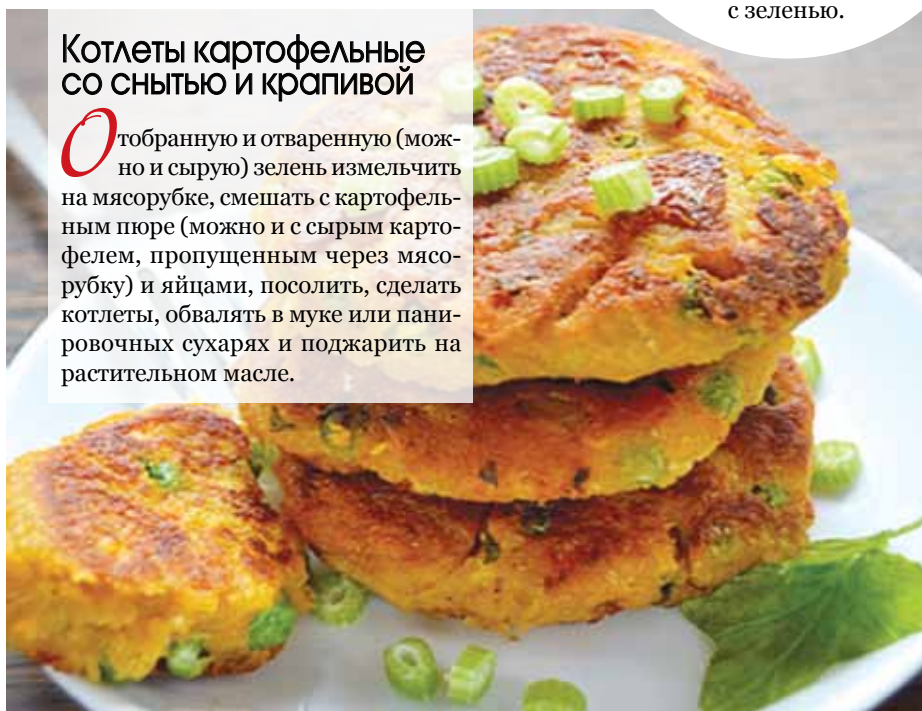 с зеленью.
Котлеты картофельные
со снытью и крапивой
Отобранную и отваренную (мож-
но и сырую) зелень измельчить
на мясорубке, смешать с картофель-
ным пюре (можно и с сырым карто-
фелем, пропущенным через мясо-
рубку) и яйцами, посолить, сделать
котлеты, обвалять в муке или пани-
ровочных сухарях и поджарить на
растительном масле.